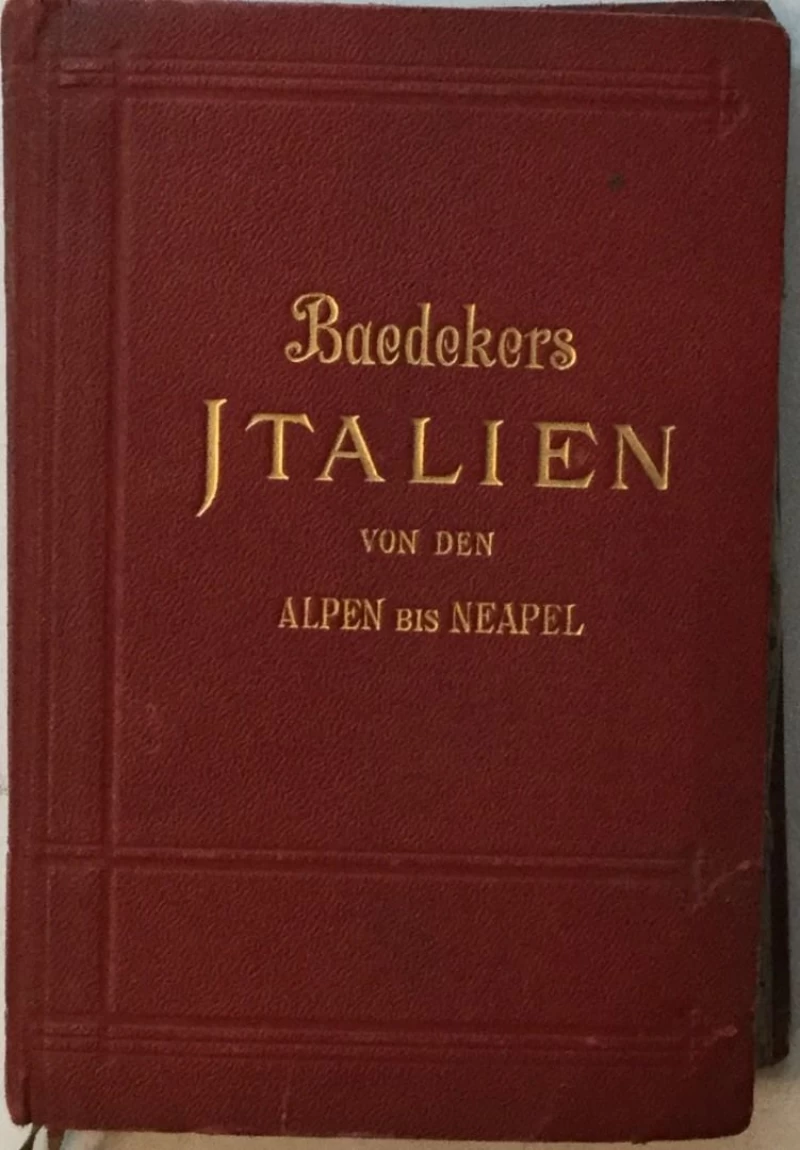 Baedekers
JTALIEN
VON DEN
ALPEN BIS NEAPEL